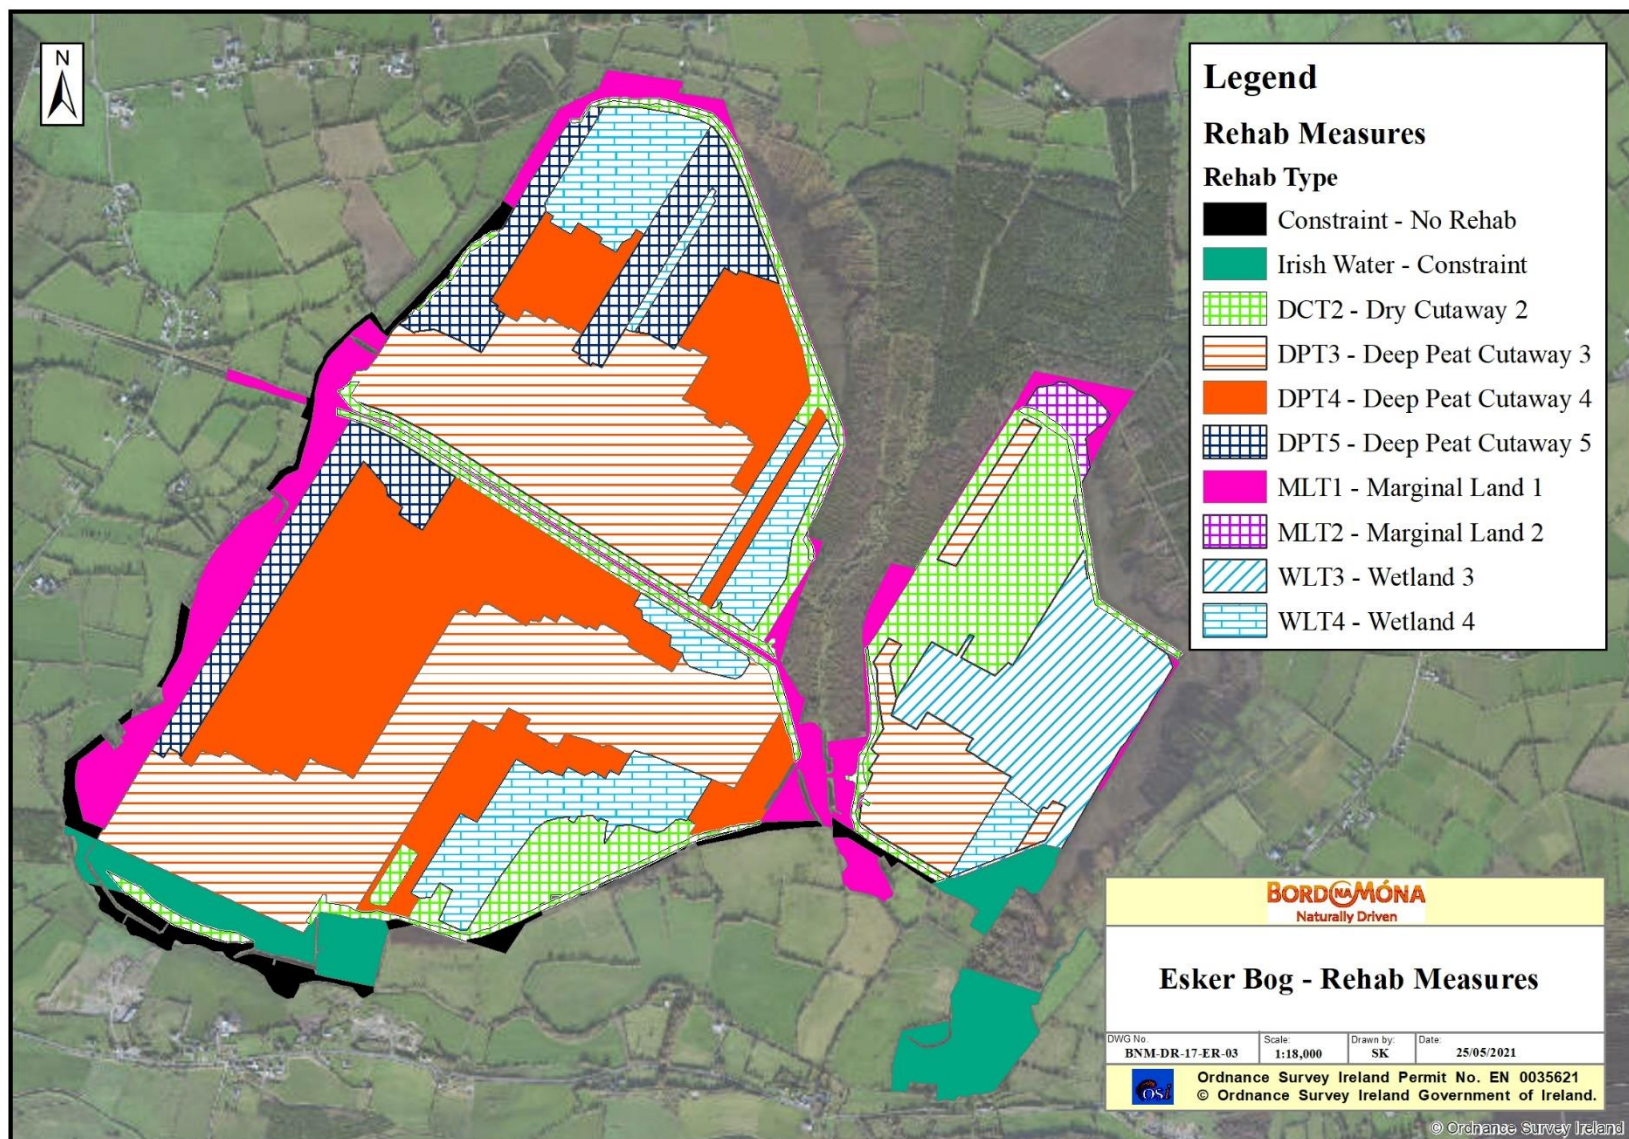 N
Legend
Rehab Measures
Rehab Type
Constraint - No Rehab
Irish Water - Constraint
DCT2 - Dry Cutaway 2
DPT3 - Deep Peat Cutaway 3
DPT4 - Deep Peat Cutaway 4
DPT5 - Deep Peat Cutaway 5
MLT1 - Marginal Land 1
MLT2 - Marginal Land 2
WLT3 - Wetland 3
WLT4 - Wetland 4
BORD NA MÓNA
Naturally Driven
Esker Bog - Rehab Measures
DWG No. Scale: Drawn by: Date:
BNM-DR-17-ER-03 1:18,000 SK 25/05/2021
OSi
Ordnance Survey Ireland Permit No. EN 0035621
© Ordnance Survey Ireland Government of Ireland.
© Ordnance Survey Ireland